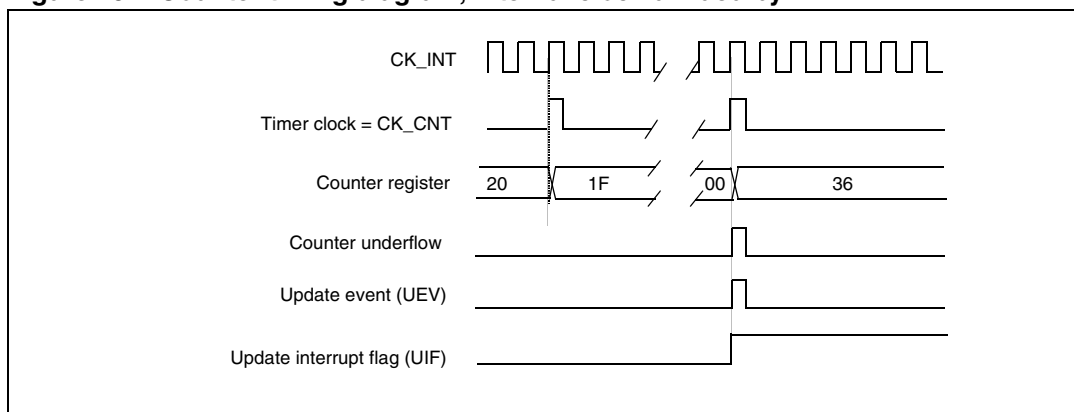 CK_INT
Timer clock = CK_CNT
Counter register
20
1F
00
36
Counter underflow
Update event (UEV)
Update interrupt flag (UIF)